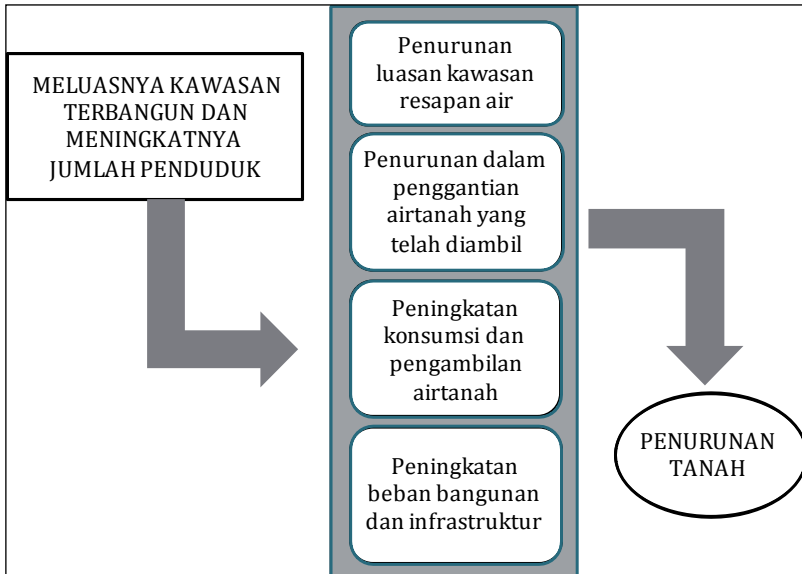 MELUASNYA KAWASAN
TERBANGUN DAN
MENINGKATNYA
JUMLAH PENDUDUK
Penurunan
luasan kawasan
resapan air
Penurunan dalam
penggantian
airtanah yang
telah diambil
Peningkatan
konsumsi dan
pengambilan
airtanah
Peningkatan
beban bangunan
dan infrastruktur
PENURUNAN
TANAH